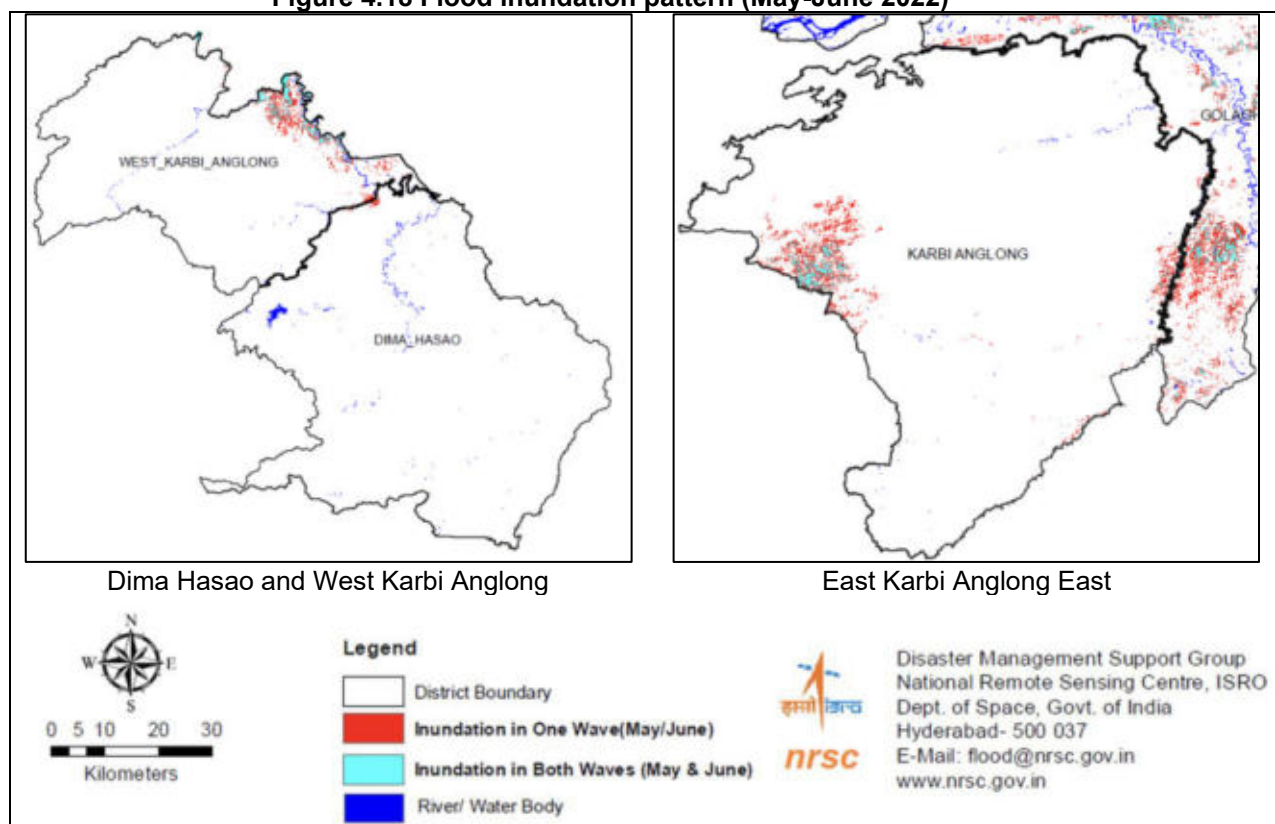 Figure 4.18 Flood inundation pattern (May-June 2022)
WEST_KARBI_ANGLONG
DIMA_HASAO
GOLAGH
KARBI ANGLONG
Dima Hasao and West Karbi Anglong
East Karbi Anglong East
N
W E
S
0 5 10 20 30
Kilometers
Legend
District Boundary
Inundation in One Wave(May/June)
Inundation in Both Waves (May & June)
River/ Water Body
इसरो isro
nrsc
Disaster Management Support Group
National Remote Sensing Centre, ISRO
Dept. of Space, Govt. of India
Hyderabad- 500 037
E-Mail: flood@nrsc.gov.in
www.nrsc.gov.in